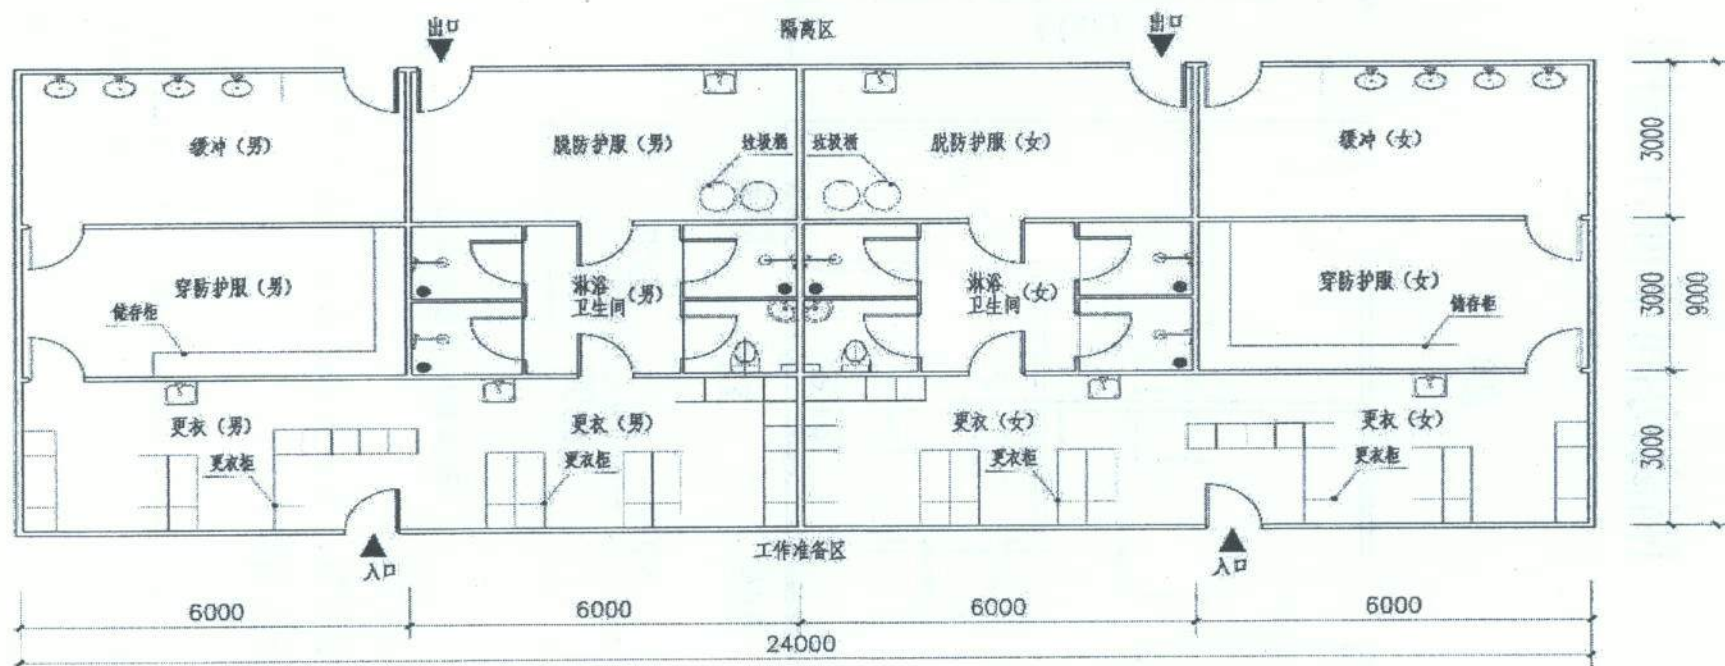 出口
隔离区
出口
缓冲（男）
脱防护服（男）
垃圾桶
垃圾桶
脱防护服（女）
缓冲（女）
3000
穿防护服（男）
储存柜
淋浴
卫生间（男）
淋浴
卫生间（女）
穿防护服（女）
储存柜
3000
9000
更衣（男）
更衣柜
更衣（男）
更衣柜
更衣（女）
更衣柜
更衣（女）
更衣柜
3000
入口
工作准备区
入口
6000
6000
6000
6000
24000